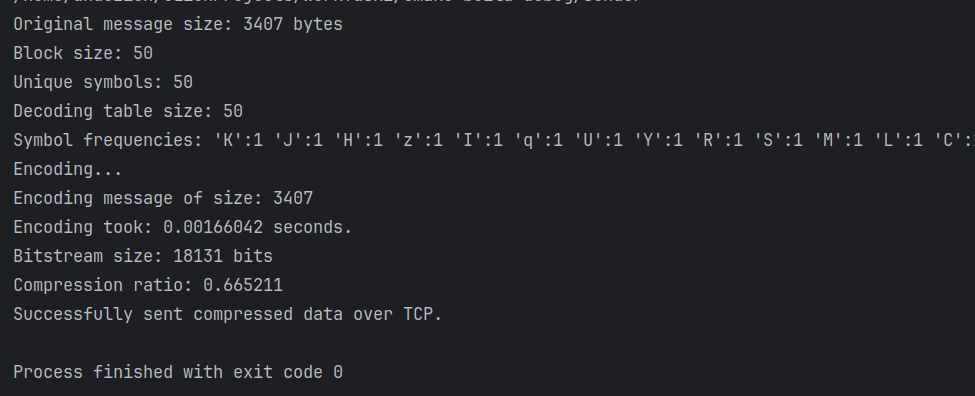 Original message size: 3407 bytes
Block size: 50
Unique symbols: 50
Decoding table size: 50
Symbol frequencies: 'K':1 'J':1 'H':1 'z':1 'I':1 'q':1 'U':1 'Y':1 'R':1 'S':1 'M':1 'L':1 'C':
Encoding...
Encoding message of size: 3407
Encoding took: 0.00166042 seconds.
Bitstream size: 18131 bits
Compression ratio: 0.665211
Successfully sent compressed data over TCP.
Process finished with exit code 0